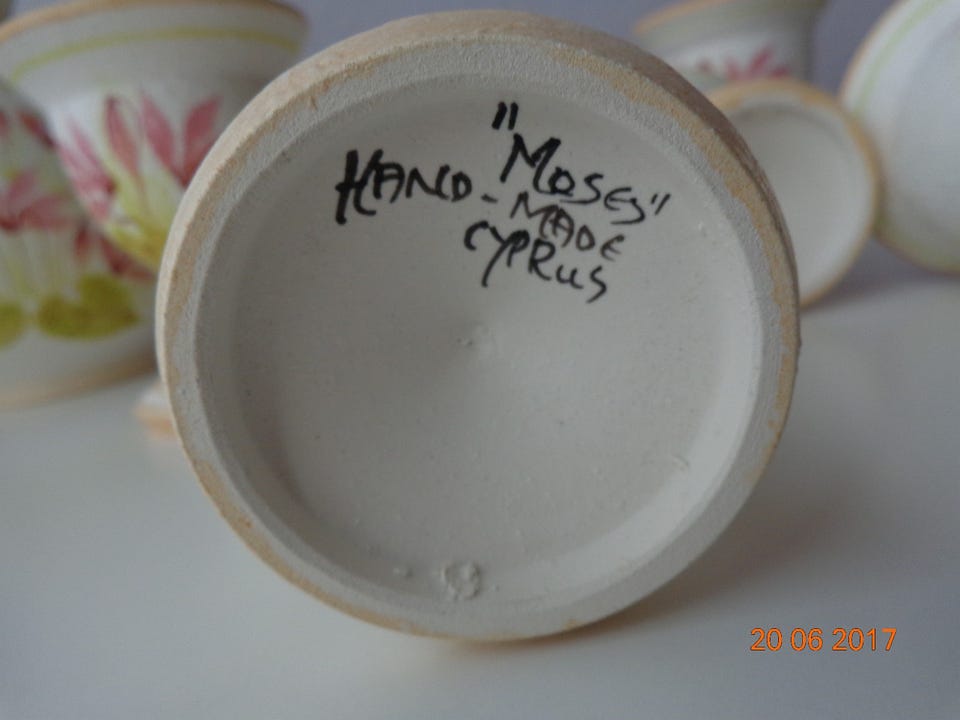 "MOSES"
HAND-MADE
CYPRUS
20 06 2017